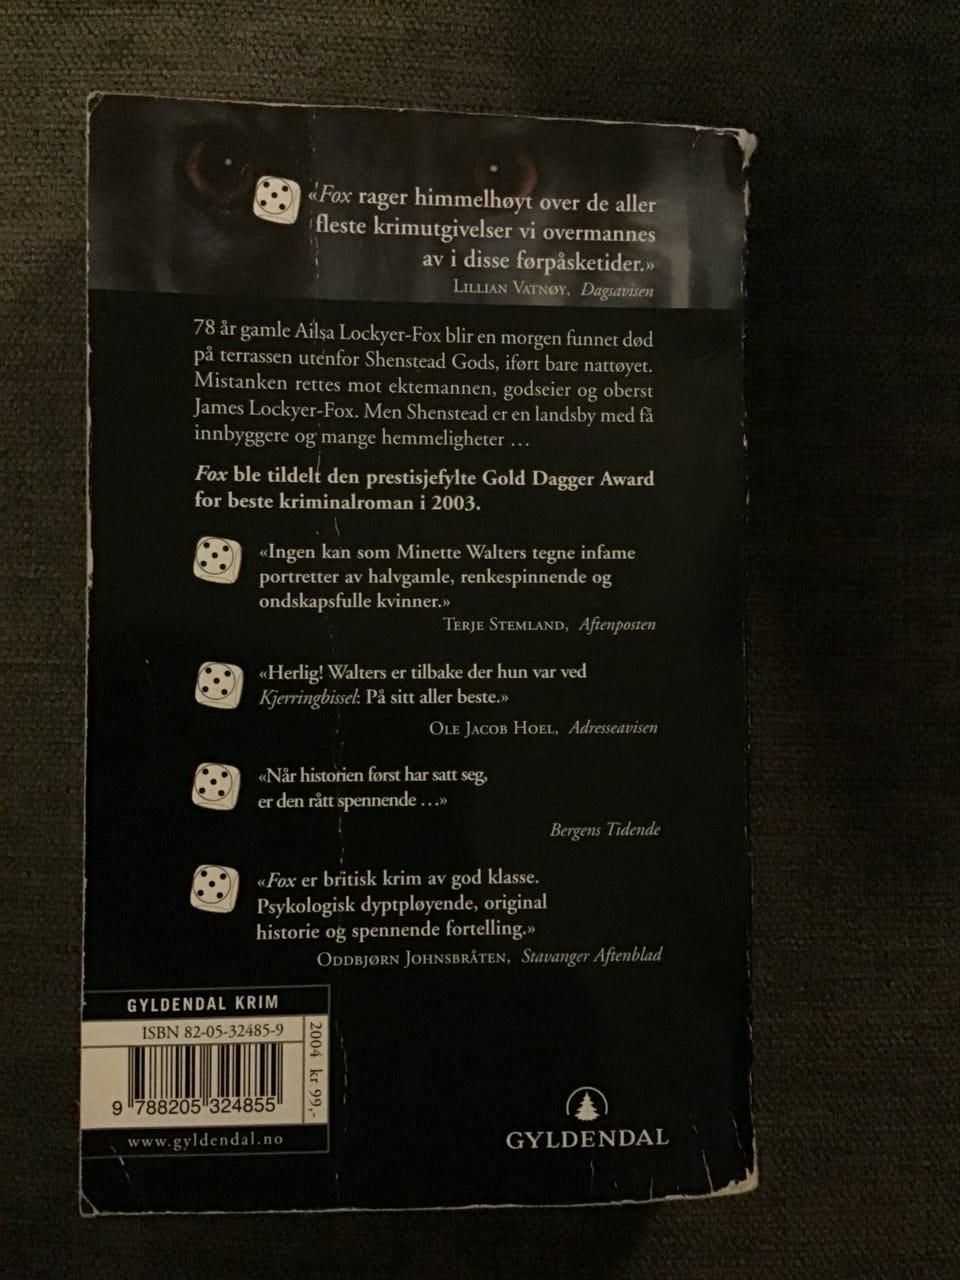 «Fox rager himmelhøyt over de aller
fleste krimutgivelser vi overmannes
av i disse førpåsketider.»
LILLIAN VATNØY, Dagsavisen
78 år gamle Ailsa Lockyer-Fox blir en morgen funnet død
på terrassen utenfor Shenstead Gods, iført bare nattøyet.
Mistanken rettes mot ektemannen, godseier og oberst
James Lockyer-Fox. Men Shenstead er en landsby med få
innbyggere og mange hemmeligheter ...
Fox ble tildelt den prestisjefylte Gold Dagger Award
for beste kriminalroman i 2003.
«Ingen kan som Minette Walters tegne infame
portretter av halvgamle, renkespinnende og
ondskapsfulle kvinner.»
TERJE STEMLAND, Aftenposten
«Herlig! Walters er tilbake der hun var ved
Kjerringbissel: På sitt aller beste.»
OLE JACOB HOEL, Adresseavisen
«Når historien først har satt seg,
er den rått spennende ...»
Bergens Tidende
«Fox er britisk krim av god klasse.
Psykologisk dyptpløyende, original
historie og spennende fortelling.»
ODDBJØRN JOHNSBRÅTEN, Stavanger Aftenblad
GYLDENDAL KRIM
ISBN 82-05-32485-9
2004 kr 99,-
9 788205 324855
www.gyldendal.no
GYLDENDAL